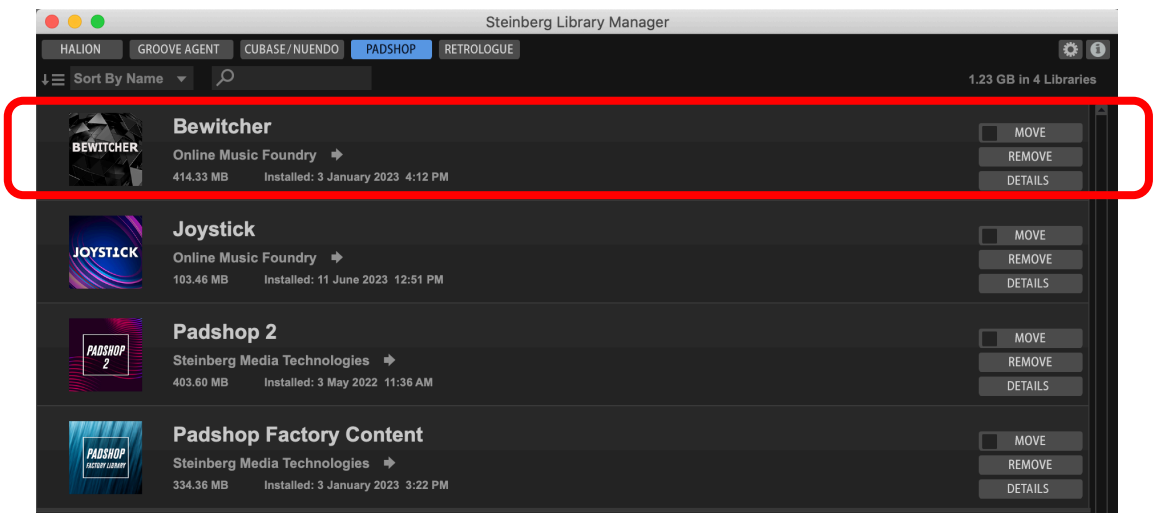 Steinberg Library Manager
HALION GROOVE AGENT CUBASE/NUENDO PADSHOP RETROLOGUE
Sort By Name
1.23 GB in 4 Libraries
BEWITCHER
Bewitcher
Online Music Foundry
414.33 MB Installed: 3 January 2023 4:12 PM
MOVE
REMOVE
DETAILS
JOYSTICK
Joystick
Online Music Foundry
103.46 MB Installed: 11 June 2023 12:51 PM
MOVE
REMOVE
DETAILS
PADSHOP
2
Padshop 2
Steinberg Media Technologies
403.60 MB Installed: 3 May 2022 11:36 AM
MOVE
REMOVE
DETAILS
PADSHOP
FACTORY LIBRARY
Padshop Factory Content
Steinberg Media Technologies
334.36 MB Installed: 3 January 2023 3:22 PM
MOVE
REMOVE
DETAILS